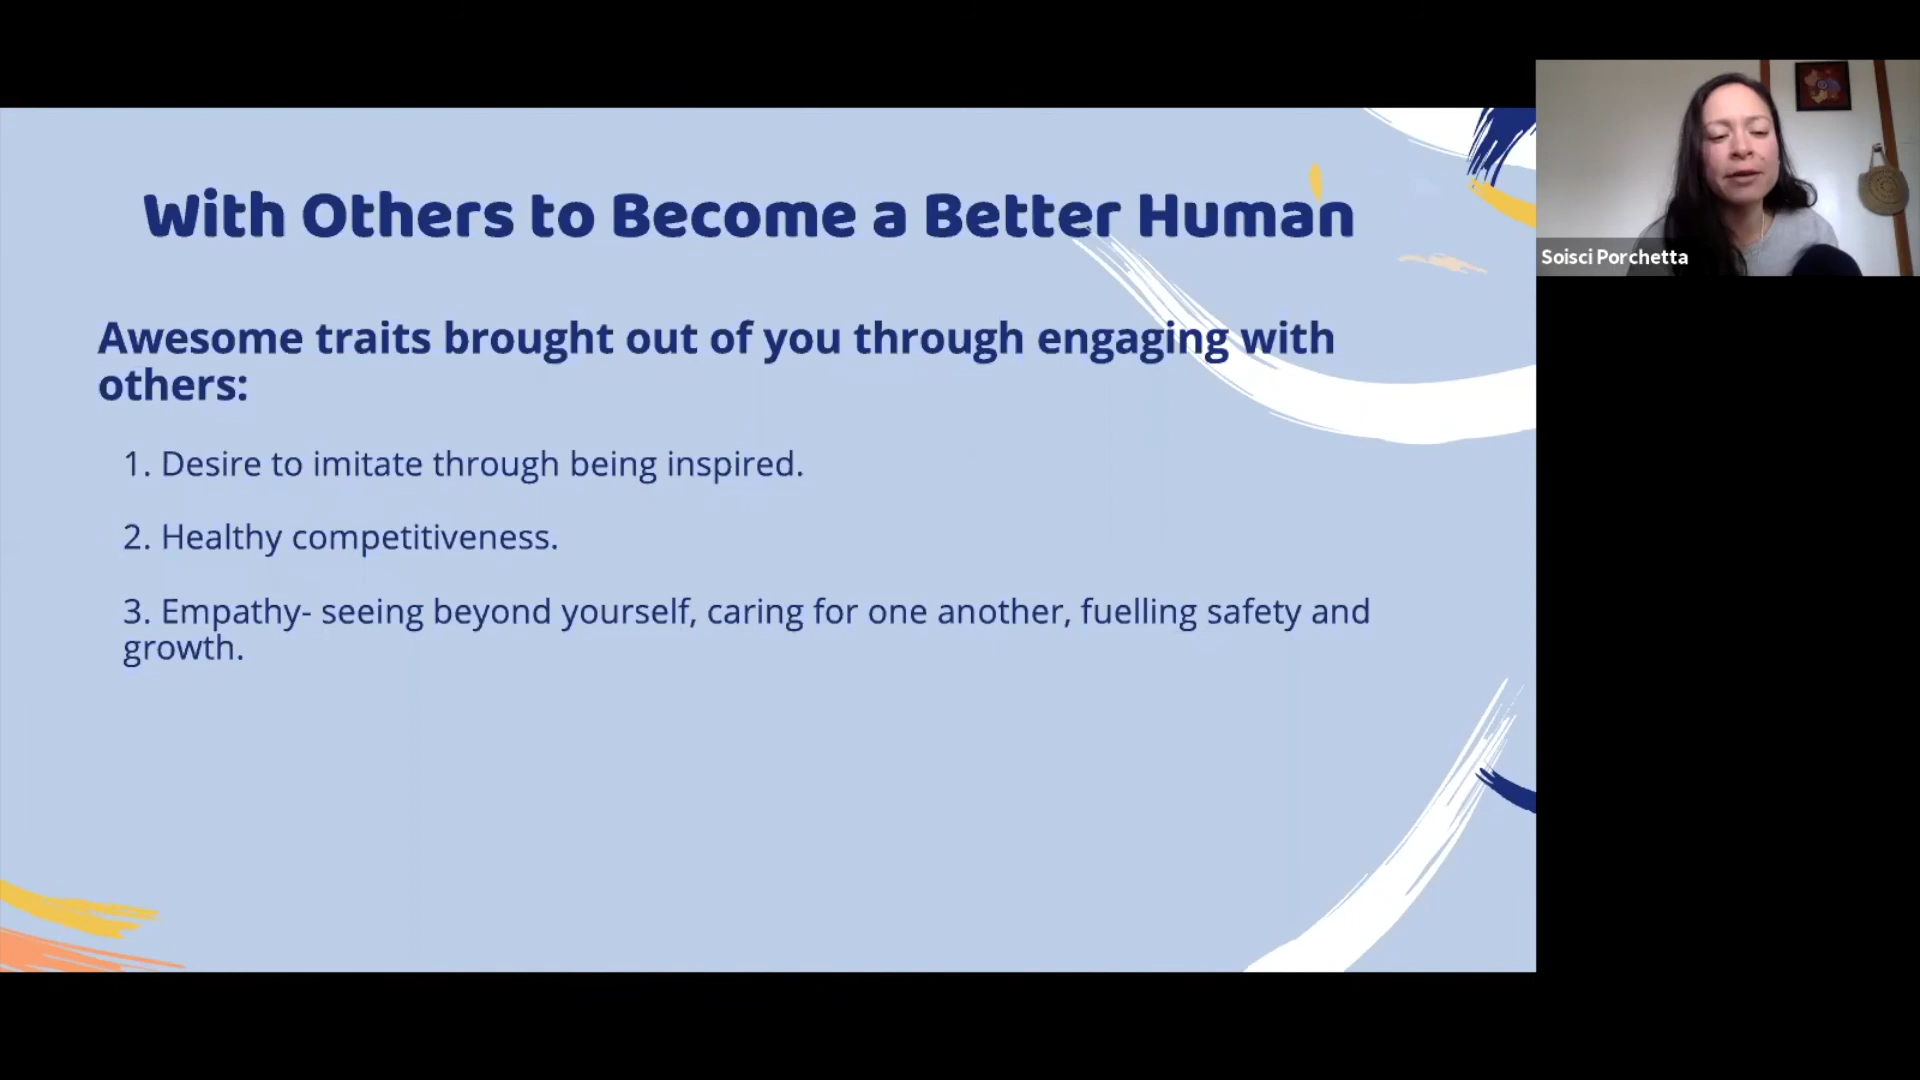 With Others to Become a Better Human
Awesome traits brought out of you through engaging with
others:
1. Desire to imitate through being inspired.
2. Healthy competitiveness.
3. Empathy- seeing beyond yourself, caring for one another, fuelling safety and
growth.
Soisci Porchetta